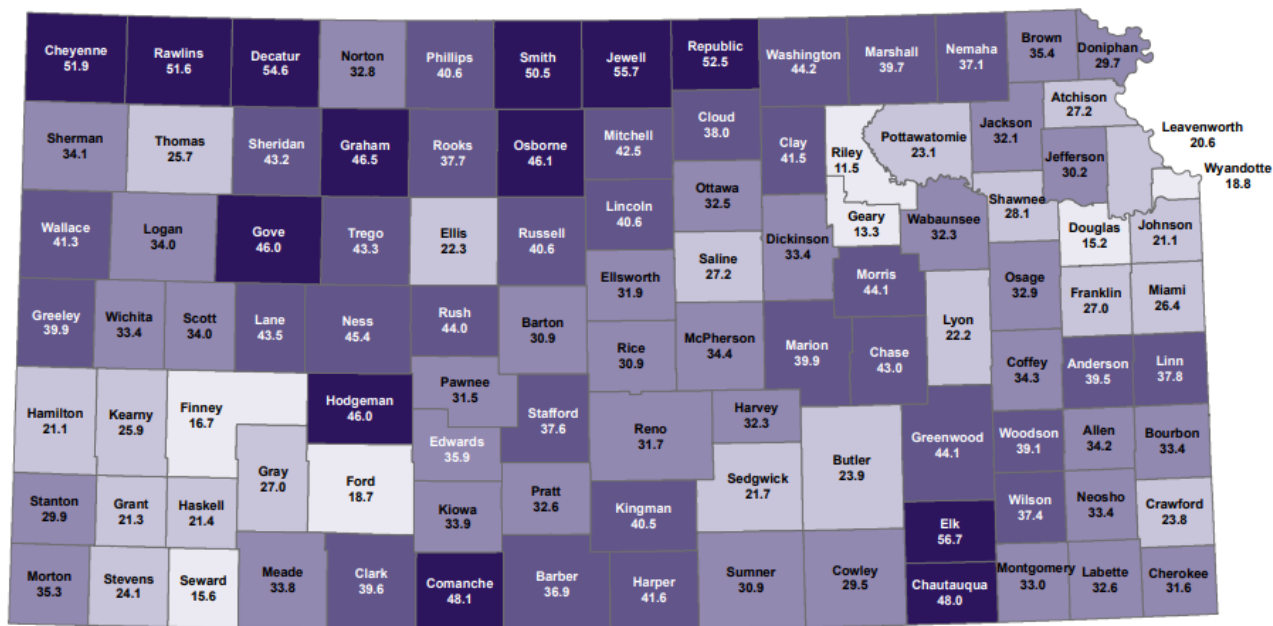 Cheyenne
51.9
Rawlins
51.6
Decatur
54.6
Norton
32.8
Phillips
40.6
Smith
50.5
Jewell
55.7
Republic
52.5
Washington
44.2
Marshall
39.7
Nemaha
37.1
Brown
35.4
Doniphan
29.7
Sherman
34.1
Thomas
25.7
Sheridan
43.2
Graham
46.5
Rooks
37.7
Osborne
46.1
Mitchell
42.5
Cloud
38.0
Clay
41.5
Riley
11.5
Pottawatomie
23.1
Jackson
32.1
Atchison
27.2
Jefferson
30.2
Leavenworth
20.6
Wyandotte
18.8
Wallace
41.3
Logan
34.0
Gove
46.0
Trego
43.3
Ellis
22.3
Russell
40.6
Lincoln
40.6
Ottawa
32.5
Saline
27.2
Dickinson
33.4
Geary
13.3
Wabaunsee
32.3
Shawnee
28.1
Douglas
15.2
Johnson
21.1
Greeley
39.9
Wichita
33.4
Scott
34.0
Lane
43.5
Ness
45.4
Rush
44.0
Barton
30.9
Ellsworth
31.9
Rice
30.9
McPherson
34.4
Marion
39.9
Morris
44.1
Chase
43.0
Lyon
22.2
Osage
32.9
Franklin
27.0
Miami
26.4
Coffey
34.3
Anderson
39.5
Linn
37.8
Hamilton
21.1
Kearny
25.9
Finney
16.7
Hodgeman
46.0
Pawnee
31.5
Edwards
35.9
Stafford
37.6
Reno
31.7
Harvey
32.3
Sedgwick
21.7
Butler
23.9
Greenwood
44.1
Woodson
39.1
Allen
34.2
Bourbon
33.4
Stanton
29.9
Grant
21.3
Haskell
21.4
Gray
27.0
Ford
18.7
Kiowa
33.9
Pratt
32.6
Kingman
40.5
Elk
56.7
Wilson
37.4
Neosho
33.4
Crawford
23.8
Morton
35.3
Stevens
24.1
Seward
15.6
Meade
33.8
Clark
39.6
Comanche
48.1
Barber
36.9
Harper
41.6
Sumner
30.9
Cowley
29.5
Chautauqua
48.0
Montgomery
33.0
Labette
32.6
Cherokee
31.6